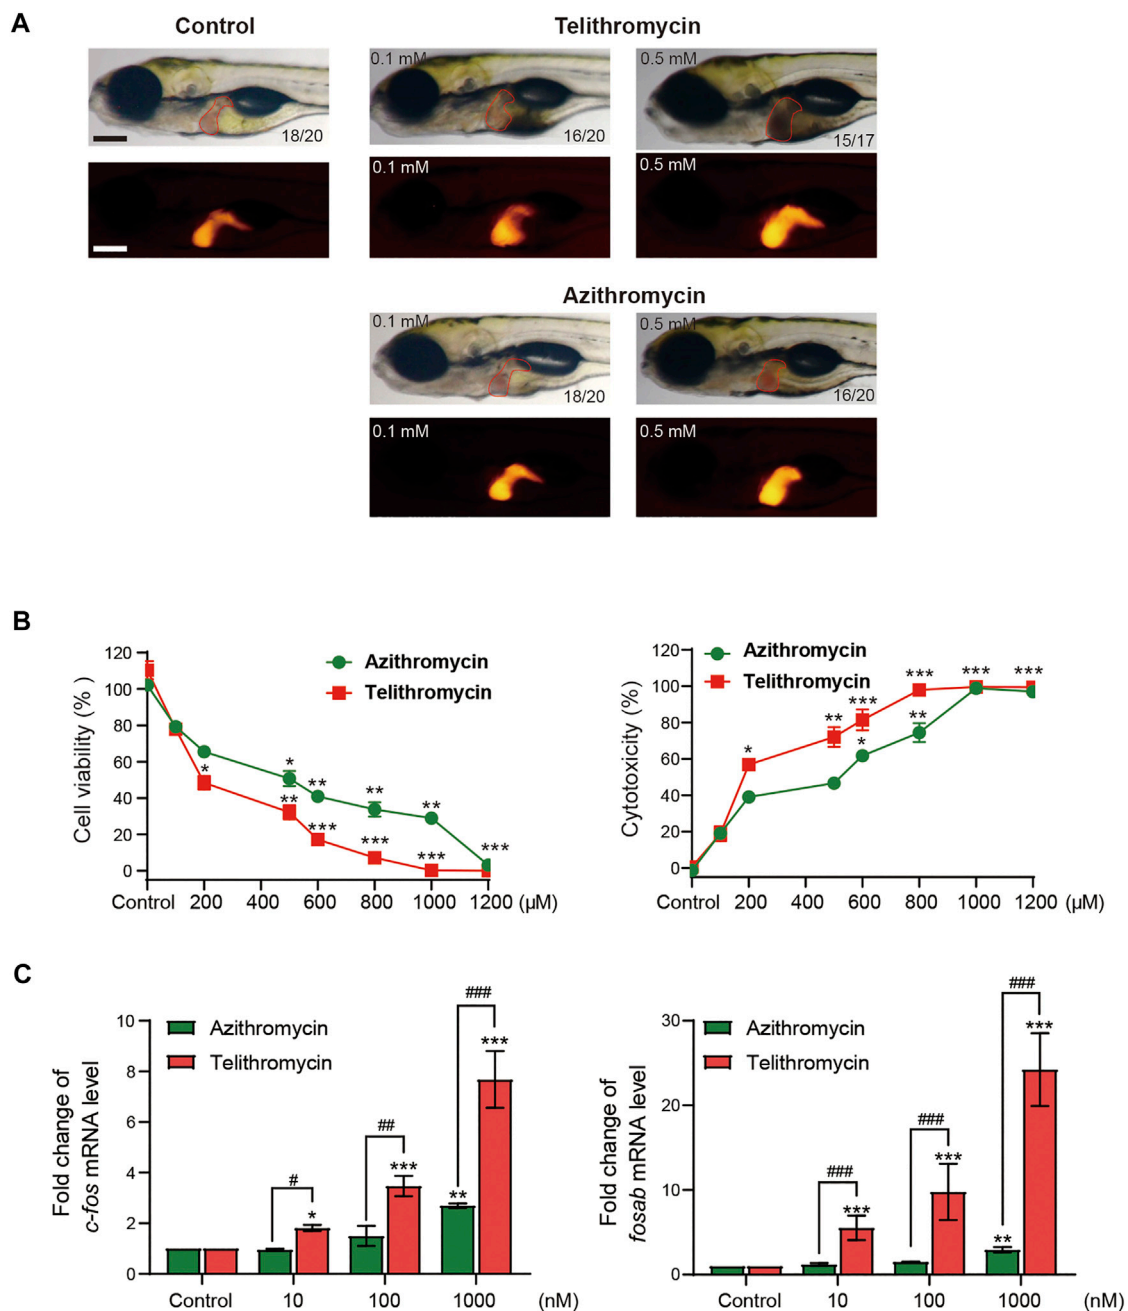 A
Control
Telithromycin
0.1 mM
0.5 mM
18/20
16/20
15/17
0.1 mM
0.5 mM
Azithromycin
0.1 mM
0.5 mM
18/20
16/20
0.1 mM
0.5 mM
B
Cell viability (% )
120
100
80
60
40
20
0
Azithromycin
Telithromycin
*
*
**
**
***
**
***
**
***
***
Control 200 400 600 800 1000 1200 (µM)
Cytotoxicity (%)
120
100
80
60
40
20
0
Azithromycin
Telithromycin
*
**
***
*
***
**
***
***
Control 200 400 600 800 1000 1200 (µM)
C
Fold change of
c-fos mRNA level
10
8
6
4
2
0
Azithromycin
Telithromycin
#
*
##
***
###
**
***
Control 10 100 1000 (nM)
Fold change of
fosab mRNA level
30
20
10
0
Azithromycin
Telithromycin
###
***
###
***
###
**
***
Control 10 100 1000 (nM)